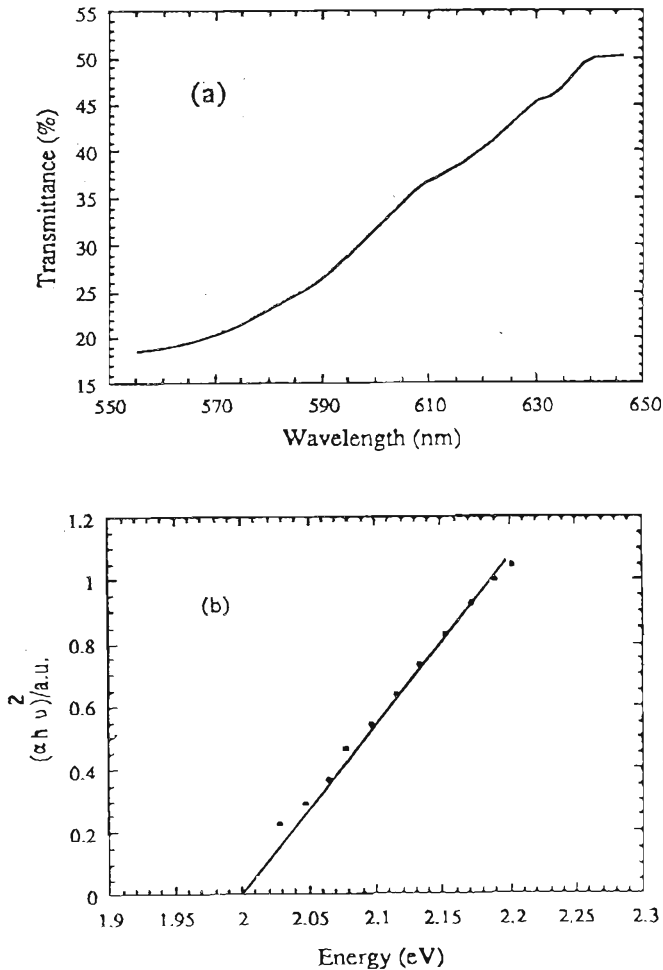 55
50
45
40
35
30
25
20
15
Transmittance (%)
(a)
550 570 590 610 630 650
Wavelength (nm)
1.2
1
0.8
0.6
0.4
0.2
0
(αhυ)²/a.u.
(b)
1.9 1.95 2 2.05 2.1 2.15 2.2 2.25 2.3
Energy (eV)